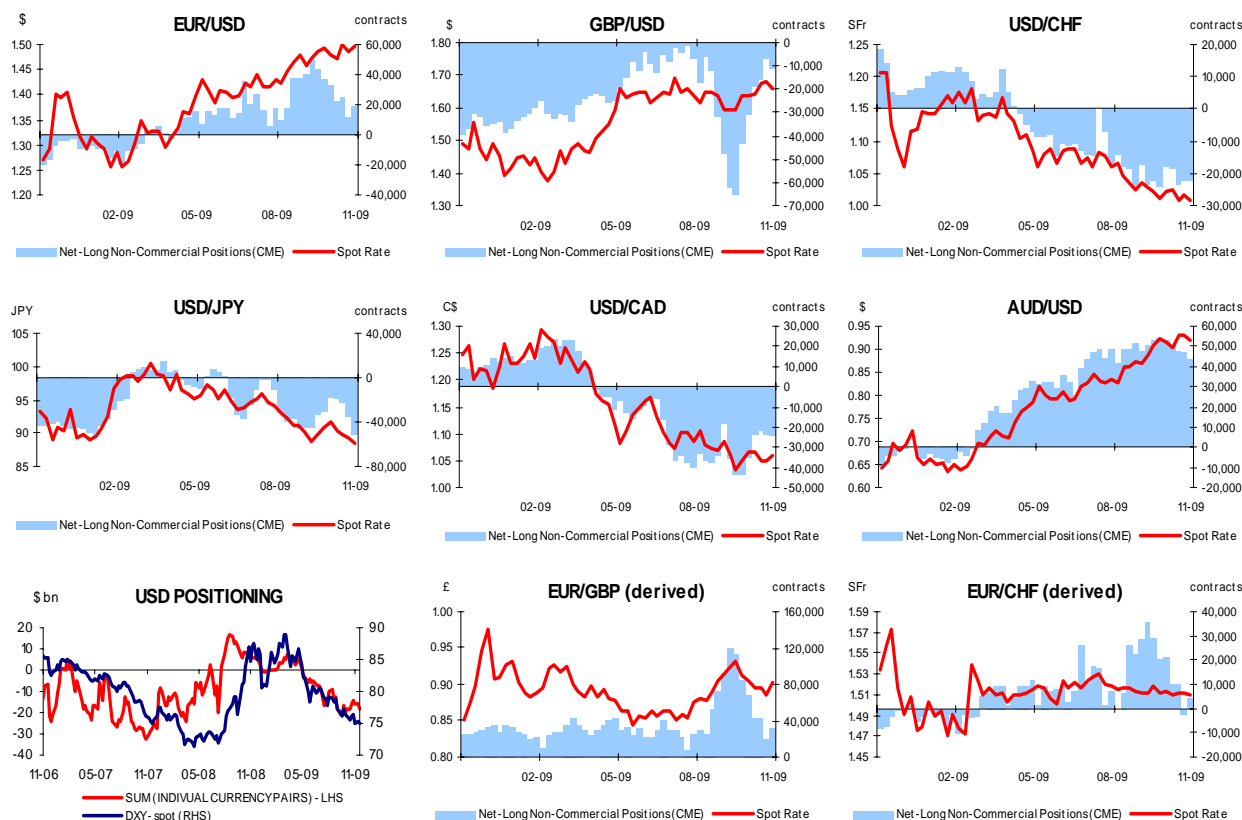 EUR/USD
$ contracts
1.50 60,000
1.45 40,000
1.40 20,000
1.35 0
1.30 -20,000
1.25 -40,000
1.20
02-09 05-09 08-09 11-09
Net-Long Non-Commercial Positions (CME) Spot Rate
GBP/USD
$ contracts
1.80 0
1.70 -10,000
1.60 -20,000
1.50 -30,000
1.40 -40,000
1.30 -50,000
-60,000
-70,000
02-09 05-09 08-09 11-09
Net-Long Non-Commercial Positions (CME) Spot Rate
USD/CHF
SFr contracts
1.25 20,000
1.20 10,000
1.15 0
1.10 -10,000
1.05 -20,000
1.00 -30,000
02-09 05-09 08-09 11-09
Net-Long Non-Commercial Positions (CME) Spot Rate
USD/JPY
JPY contracts
105 40,000
100 0
95 -40,000
90 -80,000
85
02-09 05-09 08-09 11-09
Net-Long Non-Commercial Positions (CME) Spot Rate
USD/CAD
C$ contracts
1.30 30,000
1.25 20,000
1.20 10,000
1.15 0
1.10 -10,000
1.05 -20,000
1.00 -30,000
-40,000
-50,000
02-09 05-09 08-09 11-09
Net-Long Non-Commercial Positions (CME) Spot Rate
AUD/USD
$ contracts
0.95 60,000
0.90 50,000
0.85 40,000
0.80 30,000
0.75 20,000
0.70 10,000
0.65 0
0.60 -10,000
-20,000
02-09 05-09 08-09 11-09
Net-Long Non-Commercial Positions (CME) Spot Rate
USD POSITIONING
$ bn
20 90
10 85
0 80
-10 75
-20 70
-30
-40
11-06 05-07 11-07 05-08 11-08 05-09 11-09
SUM (INDIVUAL CURRENCY PAIRS) - LHS
DXY- spot (RHS)
EUR/GBP (derived)
£ contracts
1.00 160,000
0.95 120,000
0.90 80,000
0.85 40,000
0.80 0
02-09 05-09 08-09 11-09
Net-Long Non-Commercial Positions (CME) Spot Rate
EUR/CHF (derived)
SFr contracts
1.59 40,000
1.57 30,000
1.55 20,000
1.53 10,000
1.51 0
1.49 -10,000
1.47 -20,000
1.45
02-09 05-09 08-09 11-09
Net-Long Non-Commercial Positions (CME) Spot Rate